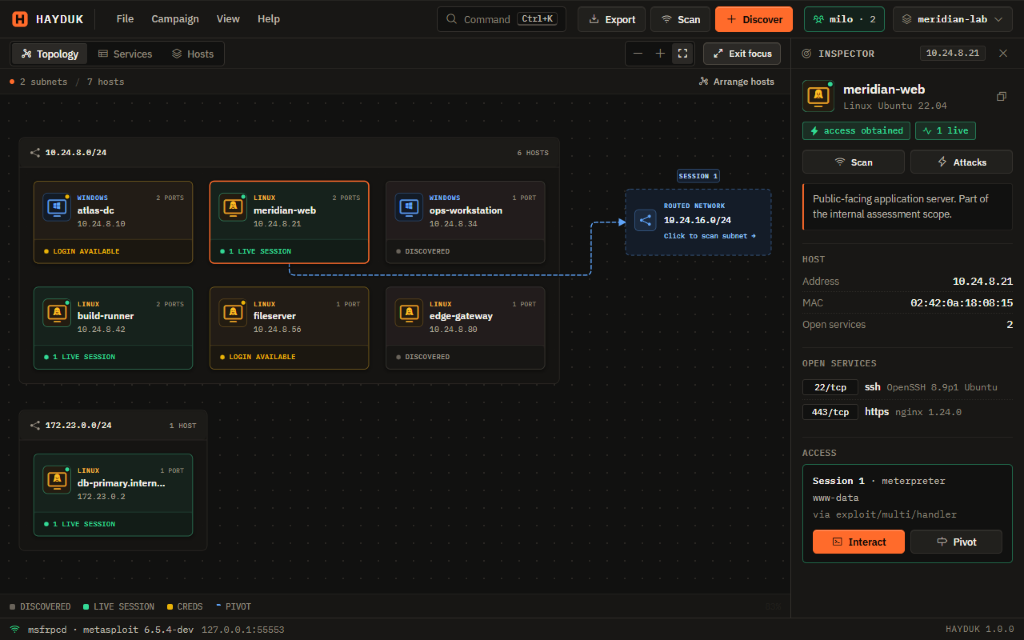 HAYDUK
File Campaign View Help
Command Ctrl+K
Export
Scan
+ Discover
milo · 2
meridian-lab
Topology Services Hosts
Exit focus
2 subnets / 7 hosts
Arrange hosts
10.24.8.0/24 6 HOSTS
WINDOWS 2 PORTS
atlas-dc
10.24.8.10
LOGIN AVAILABLE
LINUX 2 PORTS
meridian-web
10.24.8.21
1 LIVE SESSION
WINDOWS 1 PORT
ops-workstation
10.24.8.34
DISCOVERED
LINUX 2 PORTS
build-runner
10.24.8.42
1 LIVE SESSION
LINUX 1 PORT
fileserver
10.24.8.56
LOGIN AVAILABLE
LINUX 1 PORT
edge-gateway
10.24.8.80
DISCOVERED
SESSION 1
ROUTED NETWORK
10.24.16.0/24
Click to scan subnet →
172.23.0.0/24 1 HOST
LINUX 1 PORT
db-primary.intern...
172.23.0.2
1 LIVE SESSION
DISCOVERED LIVE SESSION CREDS PIVOT
msfrpcd · metasploit 6.5.4-dev 127.0.0.1:55553
INSPECTOR 10.24.8.21
meridian-web
Linux Ubuntu 22.04
access obtained
1 live
Scan
Attacks
Public-facing application server. Part of
the internal assessment scope.
HOST
Address 10.24.8.21
MAC 02:42:0a:18:08:15
Open services 2
OPEN SERVICES
22/tcp ssh OpenSSH 8.9p1 Ubuntu
443/tcp https nginx 1.24.0
ACCESS
Session 1 · meterpreter
www-data
via exploit/multi/handler
Interact
Pivot
HAYDUK 1.0.0